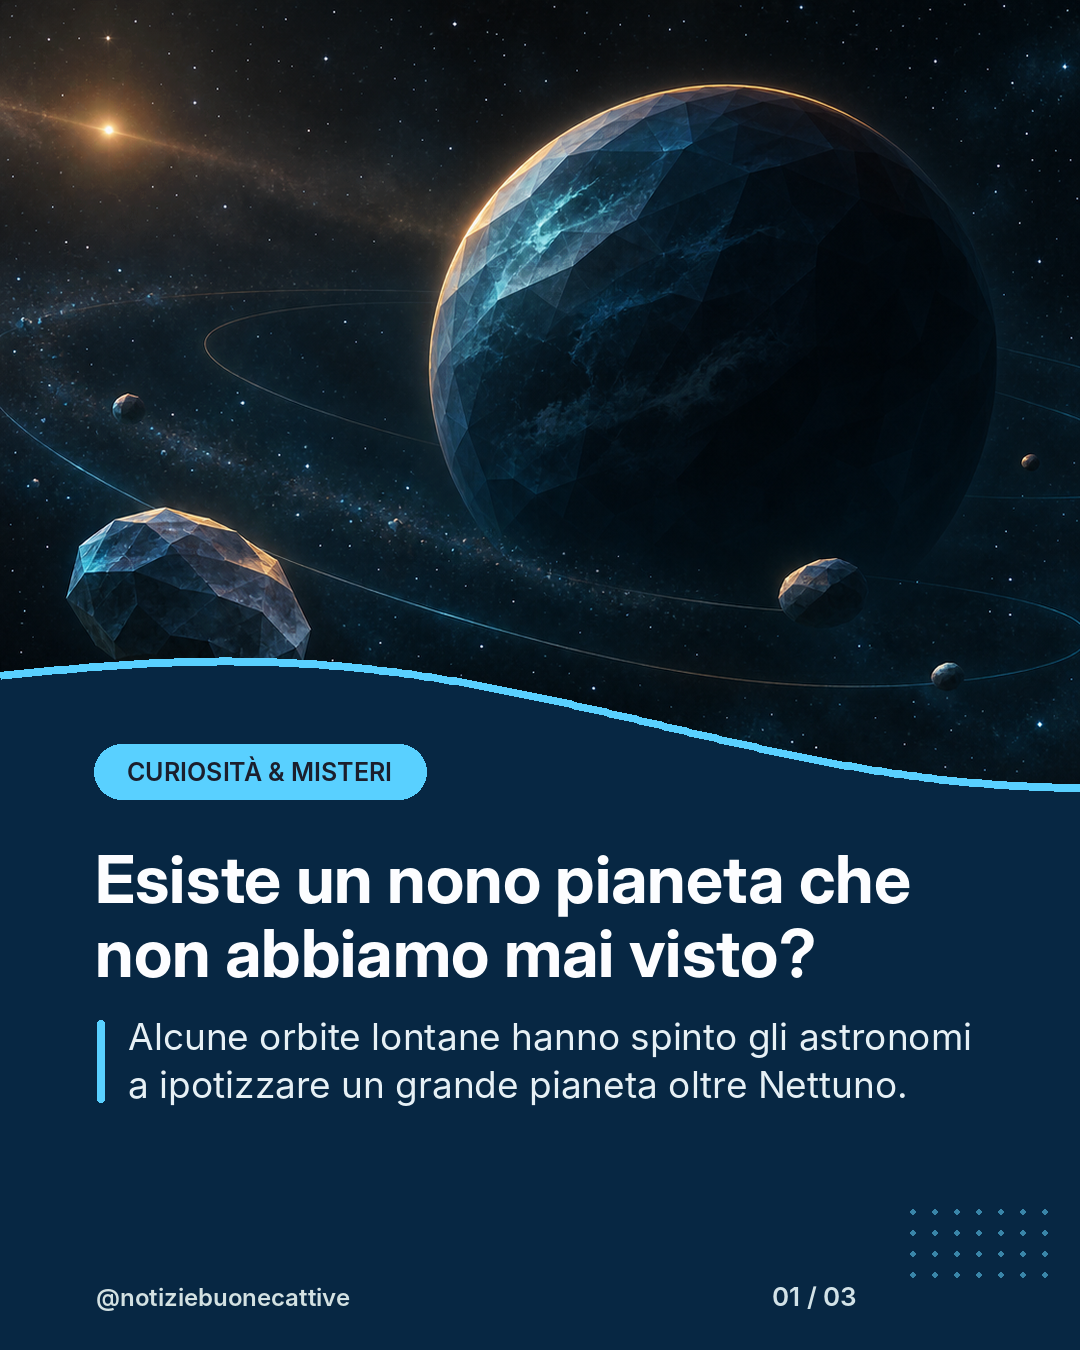 CURIOSITÀ & MISTERI
Esiste un nono pianeta che
non abbiamo mai visto?
Alcune orbite lontane hanno spinto gli astronomi
a ipotizzare un grande pianeta oltre Nettuno.
@notiziebuonecattive
01 / 03